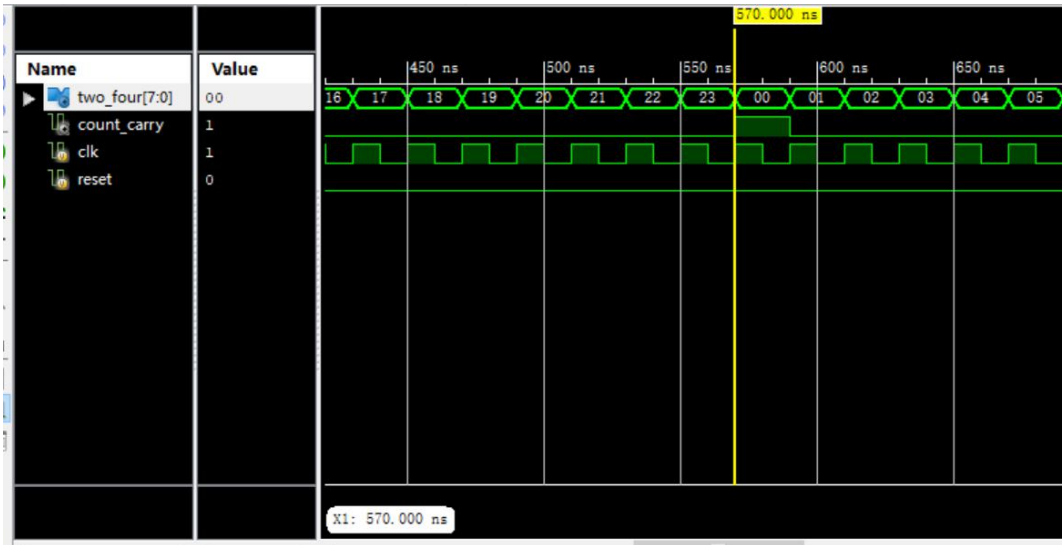 570.000 ns
Name Value
450 ns 500 ns 550 ns 600 ns 650 ns
two_four[7:0] 00 16 17 18 19 20 21 22 23 00 01 02 03 04 05
count_carry 1
clk 1
reset 0
X1: 570.000 ns